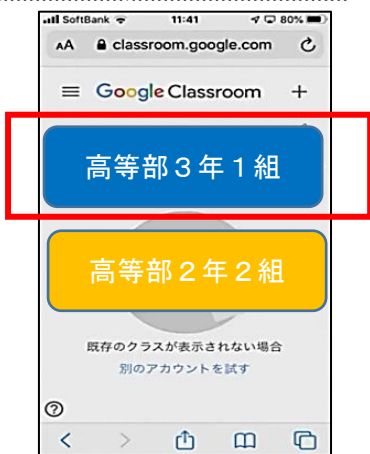 SoftBank 11:41 80%
AA classroom.google.com
Google Classroom +
高等部３年１組
高等部２年２組
既存のクラスが表示されない場合
別のアカウントを試す
?